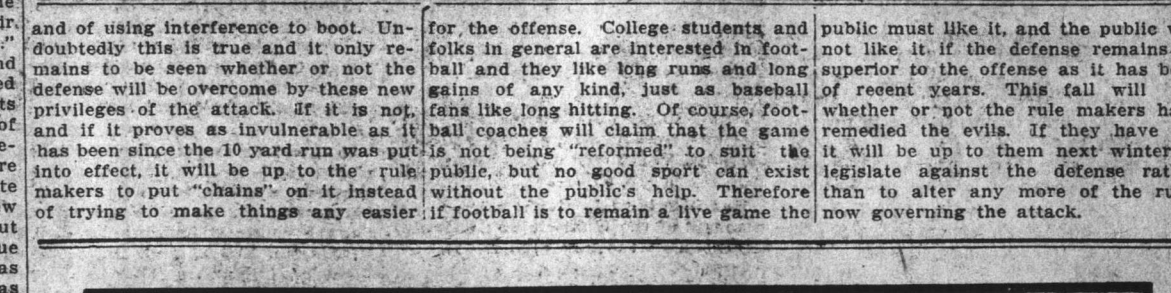 and of using interference to boot. Un-
doubtedly this is true and it only re-
mains to be seen whether or not the
defense will be overcome by these new
privileges of the attack. If it is not,
and if it proves as invulnerable as it
has been since the 10 yard run was put
into effect, it will be up to the rule
makers to put "chains" on it instead
of trying to make things any easier
for the offense. College students and
folks in general are interested in foot-
ball and they like long runs and long
gains of any kind, just as baseball
fans like long hitting. Of course, foot-
ball coaches will claim that the game
is not being "reformed" to suit the
public, but no good sport can exist
without the public's help. Therefore
if football is to remain a live game the
public must like it, and the public
not like it if the defense remains
superior to the offense as it has
of recent years. This fall will
whether or not the rule makers
remedied the evils. If they have
it will be up to them next winter
legislate against the defense
than to alter any more of the
now governing the attack.